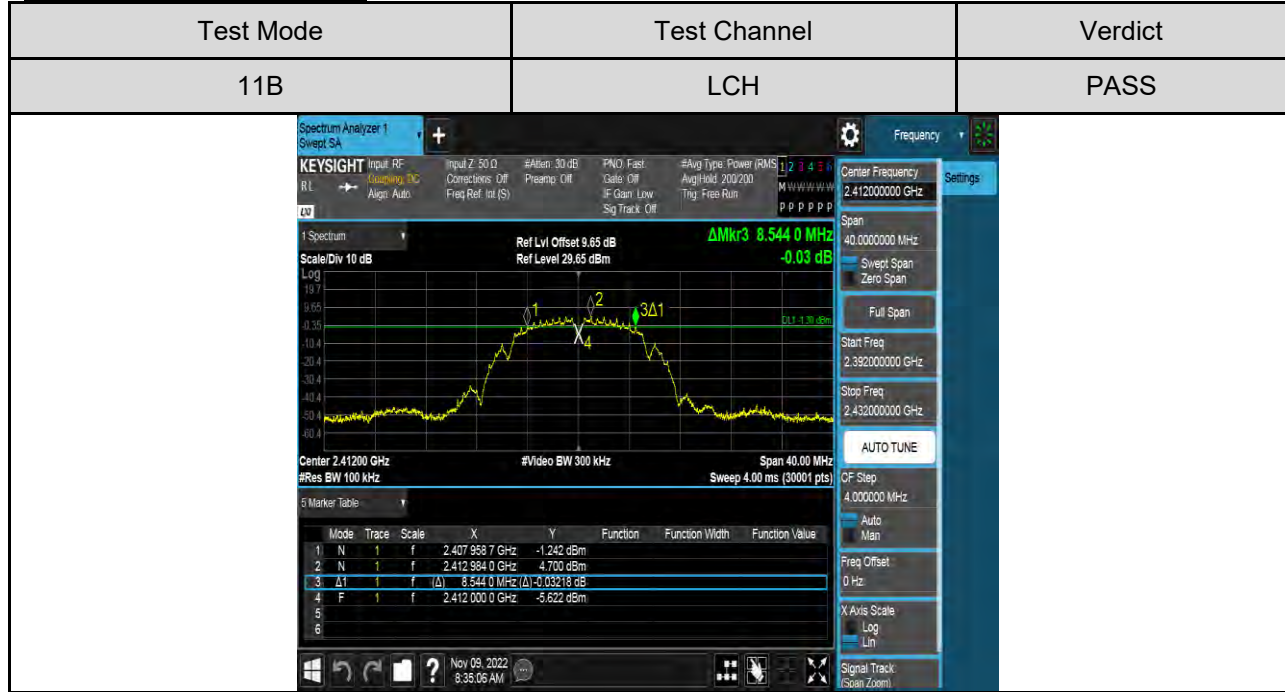 Test Mode Test Channel Verdict
11B LCH PASS
Spectrum Analyzer 1
Swept SA
+
Frequency
KEYSIGHT Input: RF Input Z: 50 Ω #Atten: 30 dB PNO: Fast #Avg Type: Power (RMS 1 2 3 4 5 6
RL Coupling: DC Corrections: Off Preamp: Off Gate: Off Avg|Hold: 200/200 M W W W W W
Align: Auto Freq Ref: Int (S) IF Gain: Low Trig: Free Run
Sig Track: Off P P P P P P
LXI
1 Spectrum
Ref Lvl Offset 9.65 dB ΔMkr3 8.544 0 MHz
Scale/Div 10 dB Ref Level 29.65 dBm -0.03 dB
Log
19.7
9.65
-0.35
-10.4
-20.4
-30.4
-40.4
-50.4
-60.4
1
2
3Δ1
4
DL1 -1.30 dBm
Center 2.41200 GHz #Video BW 300 kHz Span 40.00 MHz
#Res BW 100 kHz Sweep 4.00 ms (30001 pts)
5 Marker Table
Mode Trace Scale X Y Function Function Width Function Value
1 N 1 f 2.407 958 7 GHz -1.242 dBm
2 N 1 f 2.412 984 0 GHz 4.700 dBm
3 Δ1 1 f (Δ) 8.544 0 MHz (Δ) -0.03218 dB
4 F 1 f 2.412 000 0 GHz -5.622 dBm
5
6
Nov 09, 2022
8:35:06 AM
Center Frequency
2.412000000 GHz
Settings
Span
40.0000000 MHz
Swept Span
Zero Span
Full Span
Start Freq
2.392000000 GHz
Stop Freq
2.432000000 GHz
AUTO TUNE
CF Step
4.000000 MHz
Auto
Man
Freq Offset
0 Hz
X Axis Scale
Log
Lin
Signal Track
(Span Zoom)